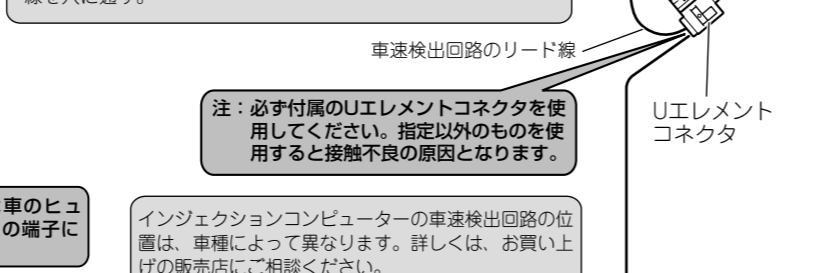 線を穴に通す。
車速検出回路のリード線
注：必ず付属のUエレメントコネクタを使
用してください。指定以外のものを使
用すると接触不良の原因となります。
Uエレメント
コネクタ
車のヒュ
の端子に
インジェクションコンピューターの車速検出回路の位
置は、車種によって異なります。詳しくは、お買い上
げの販売店にご相談ください。